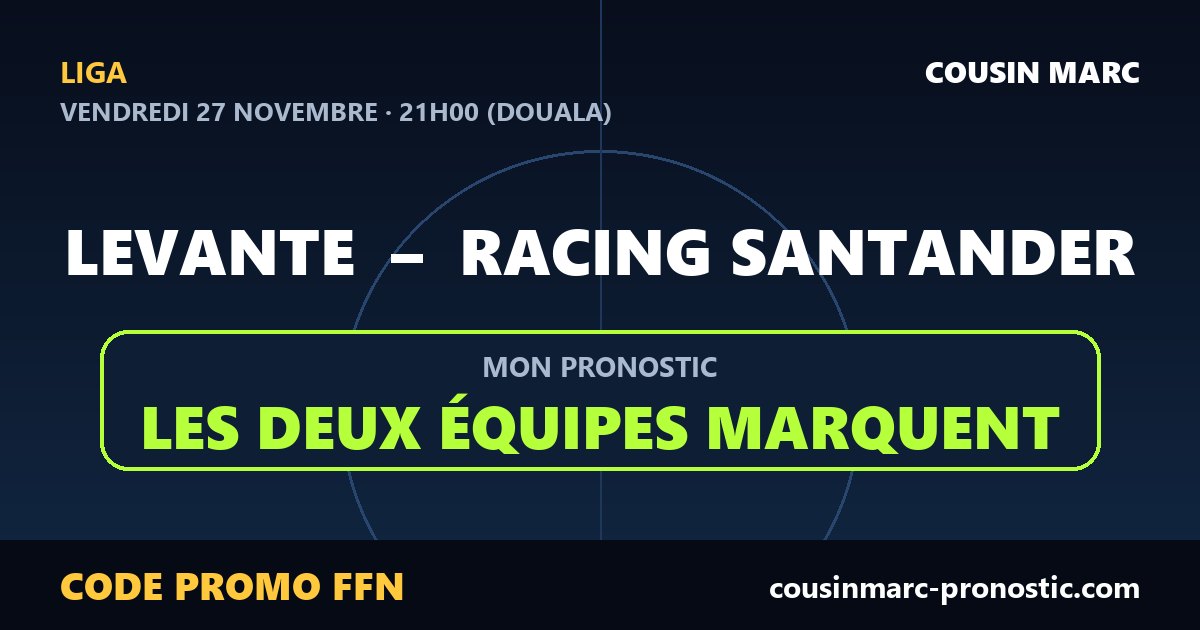 LIGA
COUSIN MARC
VENDREDI 27 NOVEMBRE · 21H00 (DOUALA)
LEVANTE – RACING SANTANDER
MON PRONOSTIC
LES DEUX ÉQUIPES MARQUENT
CODE PROMO FFN
cousinmarc-pronostic.com